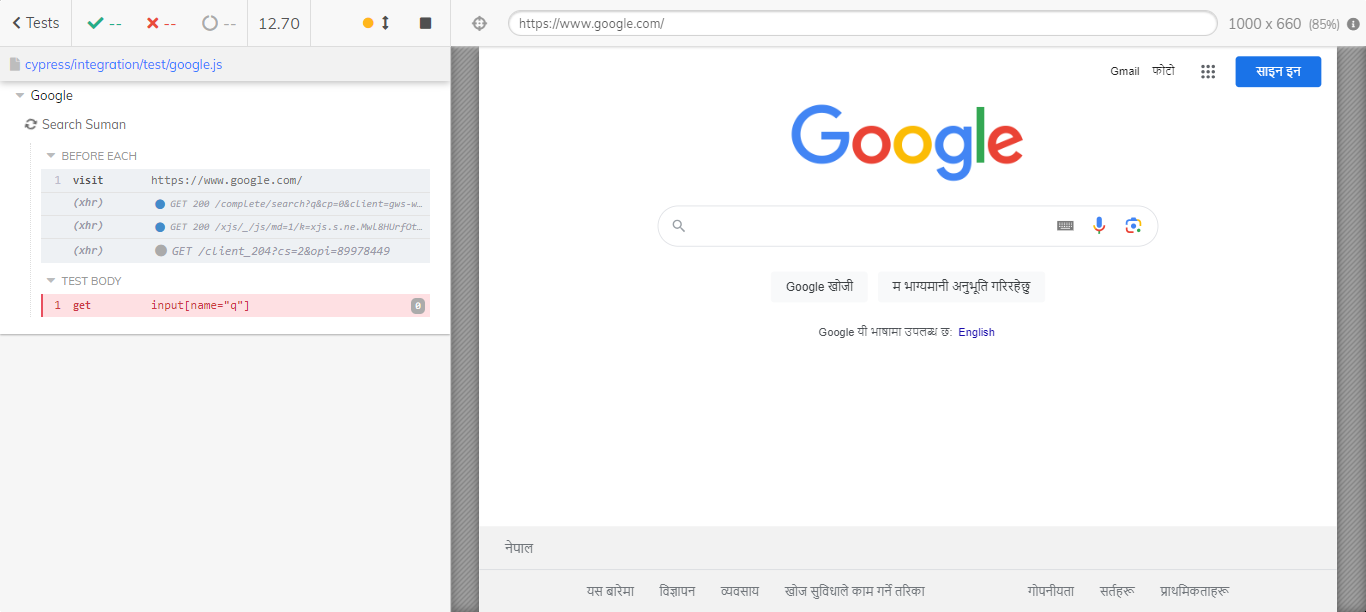 Tests -- -- -- 12.70 https://www.google.com/ 1000 x 660 (85%)
cypress/integration/test/google.js
Google
Search Suman
BEFORE EACH
1 visit https://www.google.com/
(xhr) GET 200 /complete/search?q&cp=0&client=gws-w…
(xhr) GET 200 /xjs/_/js/md=1/k=xjs.s.ne.MwL8HUrfOt…
(xhr) GET /client_204?cs=2&opi=89978449
TEST BODY
1 get input[name="q"] 0
Gmail फोटो साइन इन
Google
Google खोजी म भाग्यमानी अनुभूति गरिरहेछु
Google यी भाषामा उपलब्ध छ: English
नेपाल
यस बारेमा विज्ञापन व्यवसाय खोज सुविधाले काम गर्ने तरिका गोपनीयता सर्तहरू प्राथमिकताहरू